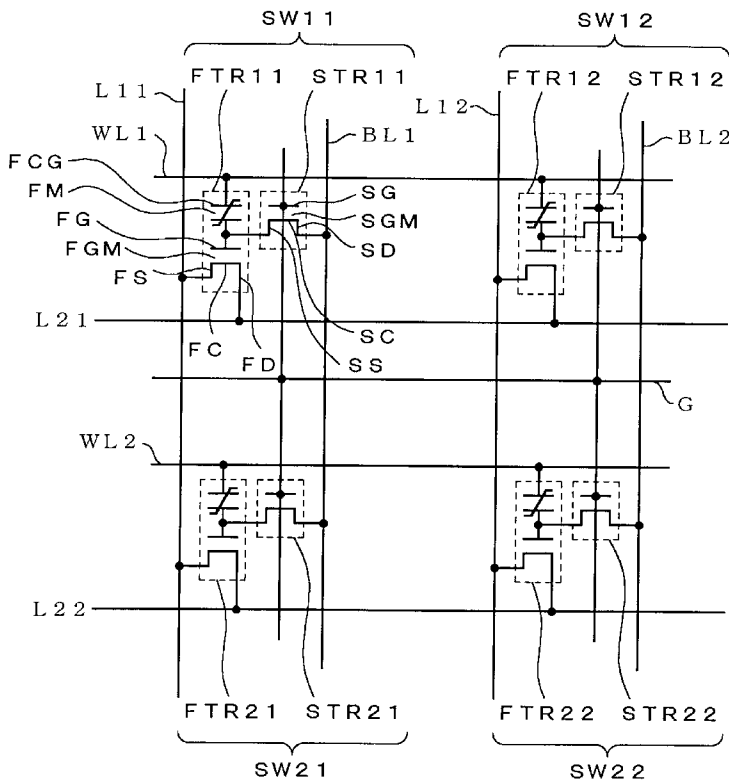 SW11
SW12
FTR11
STR11
FTR12
STR12
L11
L12
BL1
BL2
WL1
FCG
FM
FG
FGM
FS
SG
SGM
SD
L21
FC
FD
SC
SS
G
WL2
L22
FTR21
STR21
FTR22
STR22
SW21
SW22